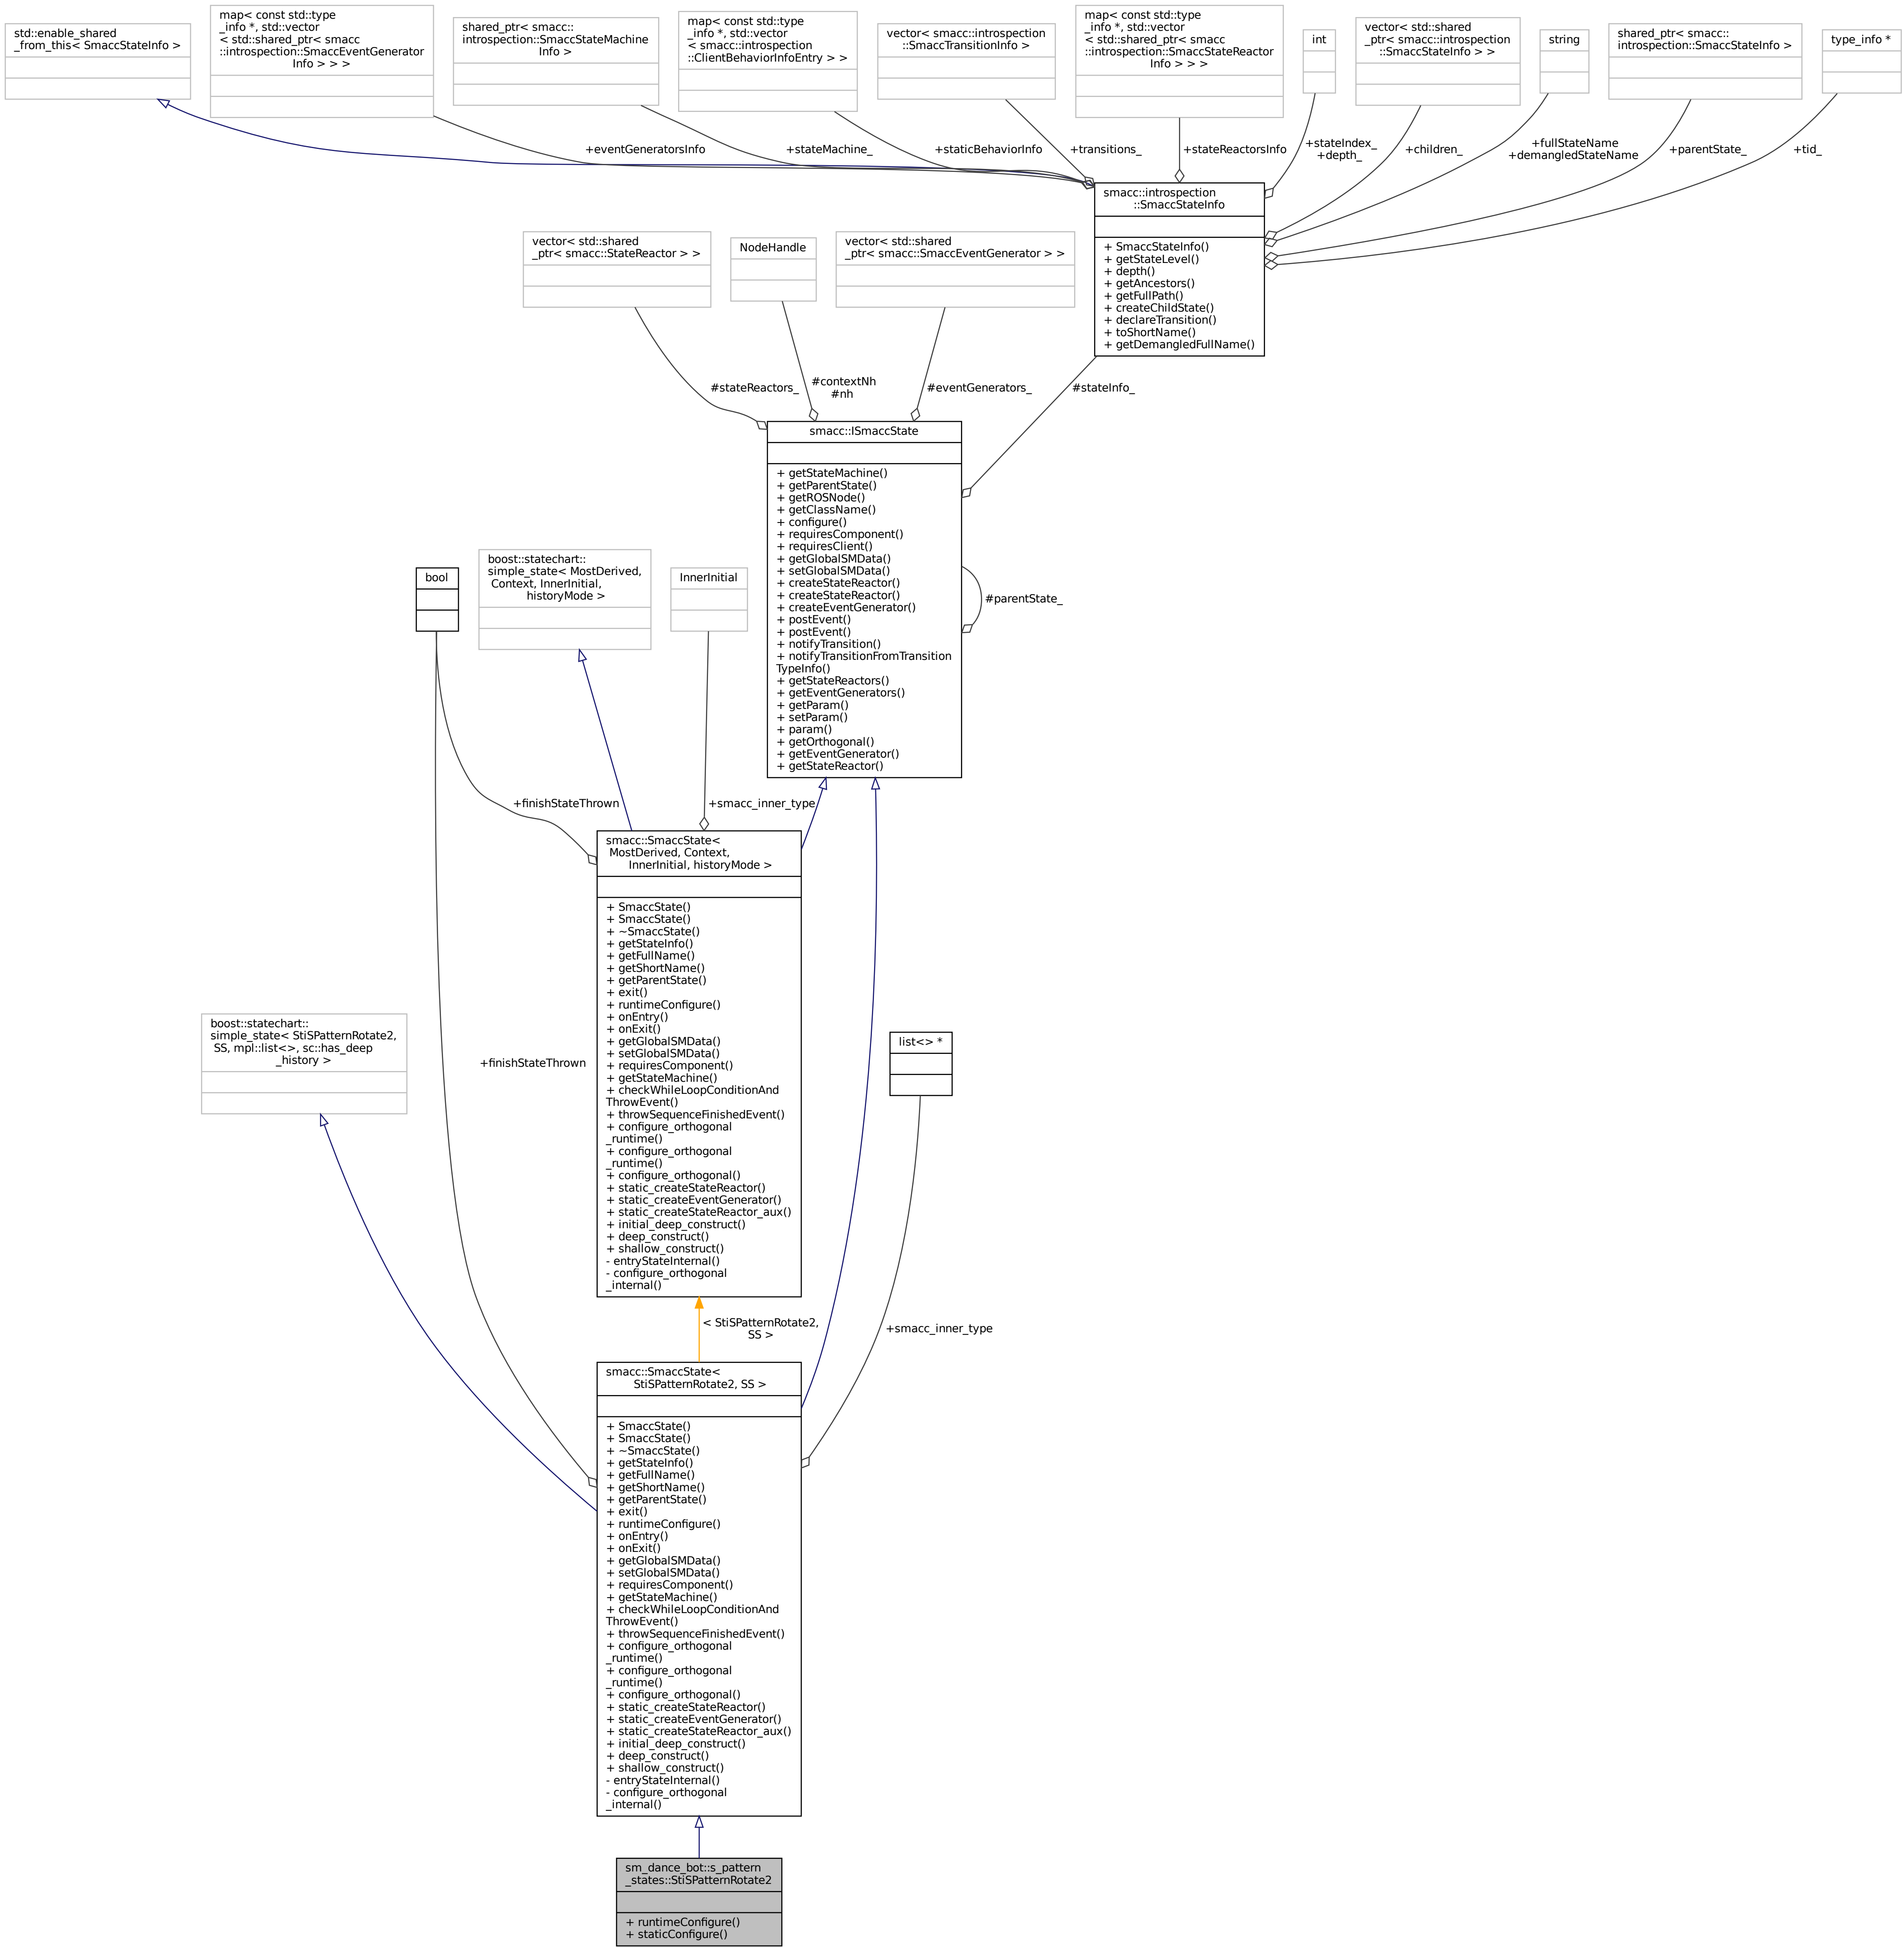 std::enable_shared
_from_this< SmaccStateInfo >
map< const std::type
_info *, std::vector
< std::shared_ptr< smacc
::introspection::SmaccEventGenerator
Info > > >
shared_ptr< smacc::
introspection::SmaccStateMachine
Info >
map< const std::type
_info *, std::vector
< smacc::introspection
::ClientBehaviorInfoEntry > >
vector< smacc::introspection
::SmaccTransitionInfo >
map< const std::type
_info *, std::vector
< std::shared_ptr< smacc
::introspection::SmaccStateReactor
Info > > >
int
vector< std::shared
_ptr< smacc::introspection
::SmaccStateInfo > >
string
shared_ptr< smacc::
introspection::SmaccStateInfo >
type_info *
+eventGeneratorsInfo
+stateMachine_
+staticBehaviorInfo
+transitions_
+stateReactorsInfo
+stateIndex_
+depth_
+children_
+fullStateName
+demangledStateName
+parentState_
+tid_
smacc::introspection
::SmaccStateInfo
+ SmaccStateInfo()
+ getStateLevel()
+ depth()
+ getAncestors()
+ getFullPath()
+ createChildState()
+ declareTransition()
+ toShortName()
+ getDemangledFullName()
vector< std::shared
_ptr< smacc::StateReactor > >
NodeHandle
vector< std::shared
_ptr< smacc::SmaccEventGenerator > >
#stateReactors_
#contextNh
#nh
#eventGenerators_
#stateInfo_
smacc::ISmaccState
+ getStateMachine()
+ getParentState()
+ getROSNode()
+ getClassName()
+ configure()
+ requiresComponent()
+ requiresClient()
+ getGlobalSMData()
+ setGlobalSMData()
+ createStateReactor()
+ createStateReactor()
+ createEventGenerator()
+ postEvent()
+ postEvent()
+ notifyTransition()
+ notifyTransitionFromTransition
TypeInfo()
+ getStateReactors()
+ getEventGenerators()
+ getParam()
+ setParam()
+ param()
+ getOrthogonal()
+ getEventGenerator()
+ getStateReactor()
#parentState_
bool
boost::statechart::
simple_state< MostDerived,
Context, InnerInitial,
historyMode >
InnerInitial
+finishStateThrown
+smacc_inner_type
smacc::SmaccState<
MostDerived, Context,
InnerInitial, historyMode >
+ SmaccState()
+ SmaccState()
+ ~SmaccState()
+ getStateInfo()
+ getFullName()
+ getShortName()
+ getParentState()
+ exit()
+ runtimeConfigure()
+ onEntry()
+ onExit()
+ getGlobalSMData()
+ setGlobalSMData()
+ requiresComponent()
+ getStateMachine()
+ checkWhileLoopConditionAnd
ThrowEvent()
+ throwSequenceFinishedEvent()
+ configure_orthogonal
_runtime()
+ configure_orthogonal
_runtime()
+ configure_orthogonal()
+ static_createStateReactor()
+ static_createEventGenerator()
+ static_createStateReactor_aux()
+ initial_deep_construct()
+ deep_construct()
+ shallow_construct()
- entryStateInternal()
- configure_orthogonal
_internal()
boost::statechart::
simple_state< StiSPatternRotate2,
SS, mpl::list<>, sc::has_deep
_history >
+finishStateThrown
list<> *
< StiSPatternRotate2,
SS >
+smacc_inner_type
smacc::SmaccState<
StiSPatternRotate2, SS >
+ SmaccState()
+ SmaccState()
+ ~SmaccState()
+ getStateInfo()
+ getFullName()
+ getShortName()
+ getParentState()
+ exit()
+ runtimeConfigure()
+ onEntry()
+ onExit()
+ getGlobalSMData()
+ setGlobalSMData()
+ requiresComponent()
+ getStateMachine()
+ checkWhileLoopConditionAnd
ThrowEvent()
+ throwSequenceFinishedEvent()
+ configure_orthogonal
_runtime()
+ configure_orthogonal
_runtime()
+ configure_orthogonal()
+ static_createStateReactor()
+ static_createEventGenerator()
+ static_createStateReactor_aux()
+ initial_deep_construct()
+ deep_construct()
+ shallow_construct()
- entryStateInternal()
- configure_orthogonal
_internal()
sm_dance_bot::s_pattern
_states::StiSPatternRotate2
+ runtimeConfigure()
+ staticConfigure()